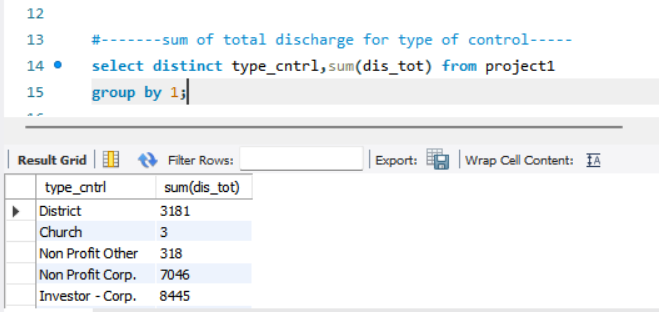 12
13 #-------sum of total discharge for type of control-----
14 select distinct type_cntrl,sum(dis_tot) from project1
15 group by 1;
Result Grid Filter Rows: Export: Wrap Cell Content: IA
type_cntrl sum(dis_tot)
District 3181
Church 3
Non Profit Other 318
Non Profit Corp. 7046
Investor - Corp. 8445